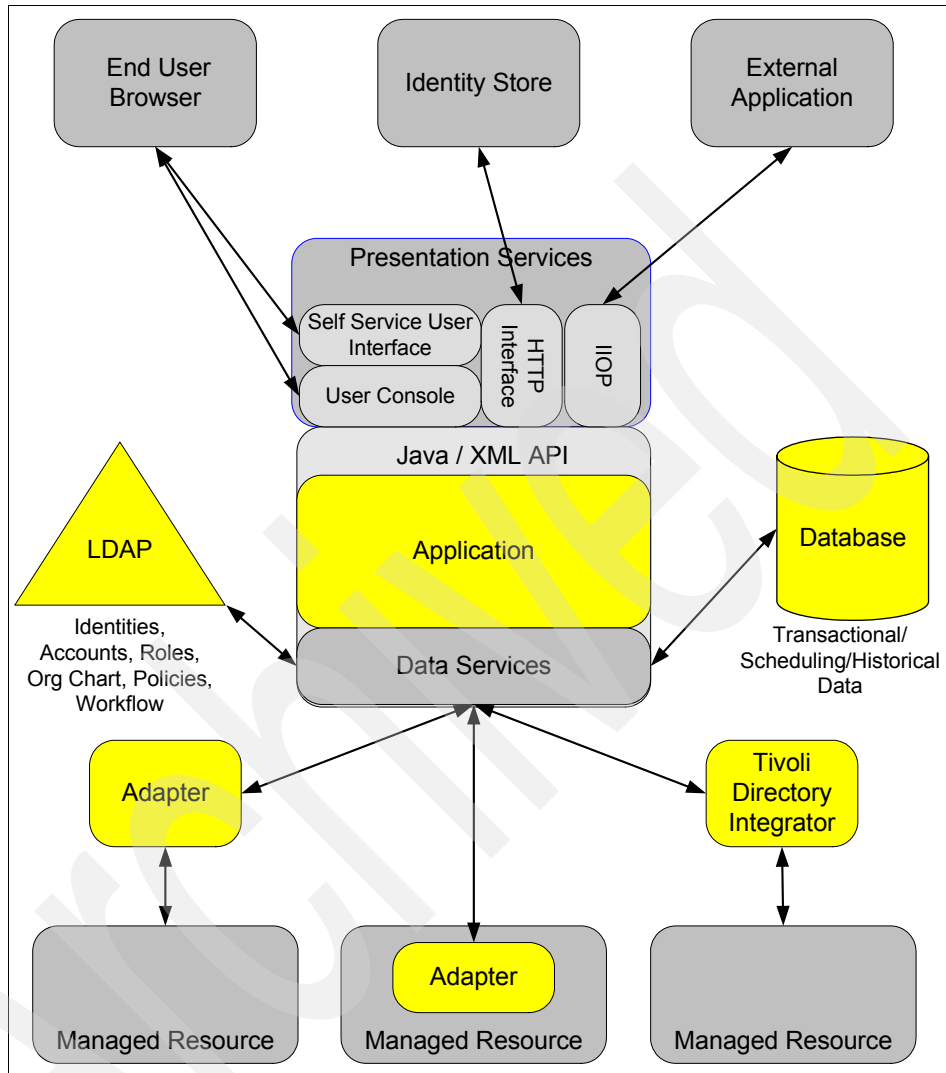 End User
Browser
Identity Store
External
Application
Presentation Services
Self Service User
Interface
User Console
HTTP
Interface
IIOP
Java / XML API
Application
Data Services
LDAP
Identities,
Accounts, Roles,
Org Chart, Policies,
Workflow
Database
Transactional/
Scheduling/Historical
Data
Adapter
Tivoli
Directory
Integrator
Managed Resource
Adapter
Managed Resource
Managed Resource
Archived